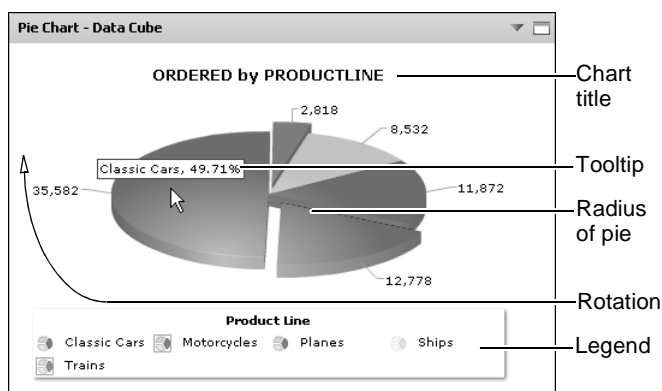 Pie Chart - Data Cube
ORDERED by PRODUCTLINE
Chart
title
2,818
8,532
Classic Cars, 49.71%
Tooltip
35,582
11,872
Radius
of pie
12,778
Rotation
Product Line
Classic Cars Motorcycles Planes Ships
Legend
Trains